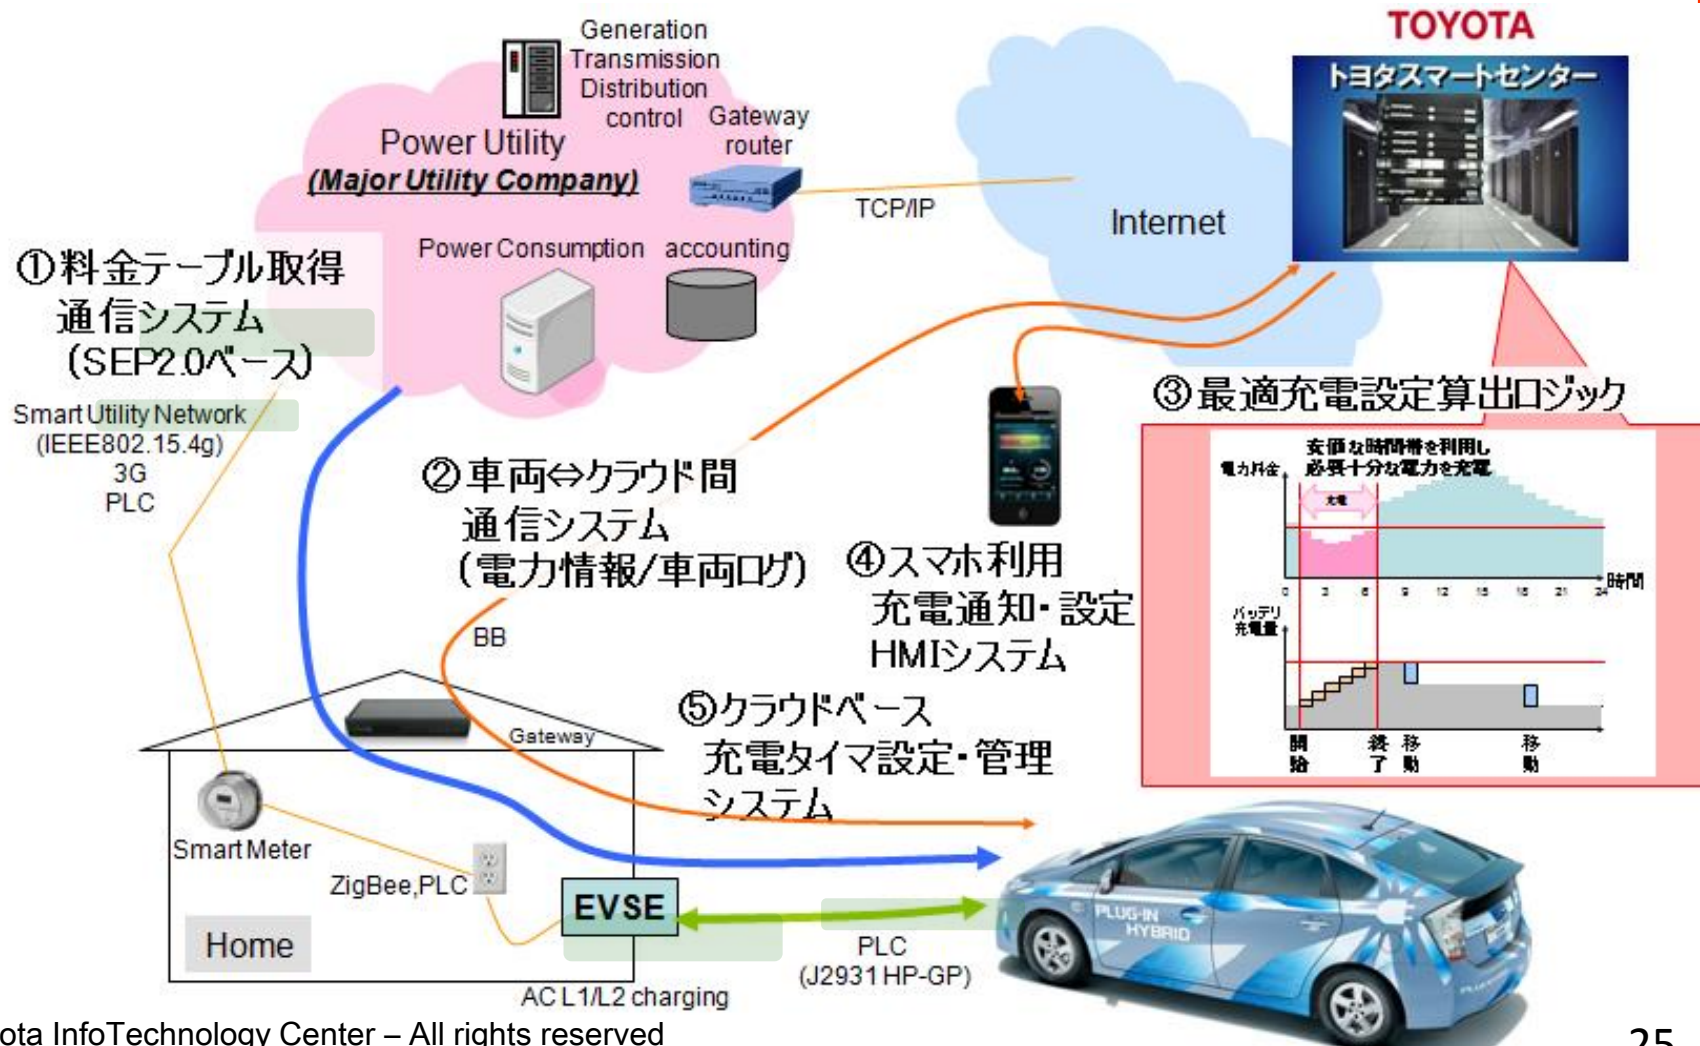 TOYOTA
トヨタスマートセンター
Generation
Transmission
Distribution
control
Gateway
router
Power Utility
(Major Utility Company)
TCP/IP
Internet
Power Consumption
accounting
①料金テーブル取得
通信システム
(SEP2.0ベース)
Smart Utility Network
(IEEE802.15.4g)
3G
PLC
②車両⇔クラウド間
通信システム
(電力情報/車両ログ)
BB
③最適充電設定算出ロジック
安価な時間帯を利用し
必要十分な電力を充電
電力料金
充電
時間
0 3 6 9 12 15 18 21 24
バッテリ
充電量
開始
終了
移動
移動
④スマホ利用
充電通知・設定
HMIシステム
⑤クラウドベース
充電タイマ設定・管理
システム
Gateway
Smart Meter
ZigBee,PLC
EVSE
Home
AC L1/L2 charging
PLC
(J2931 HP-GP)
PLUG-IN
HYBRID
ota InfoTechnology Center – All rights reserved
25